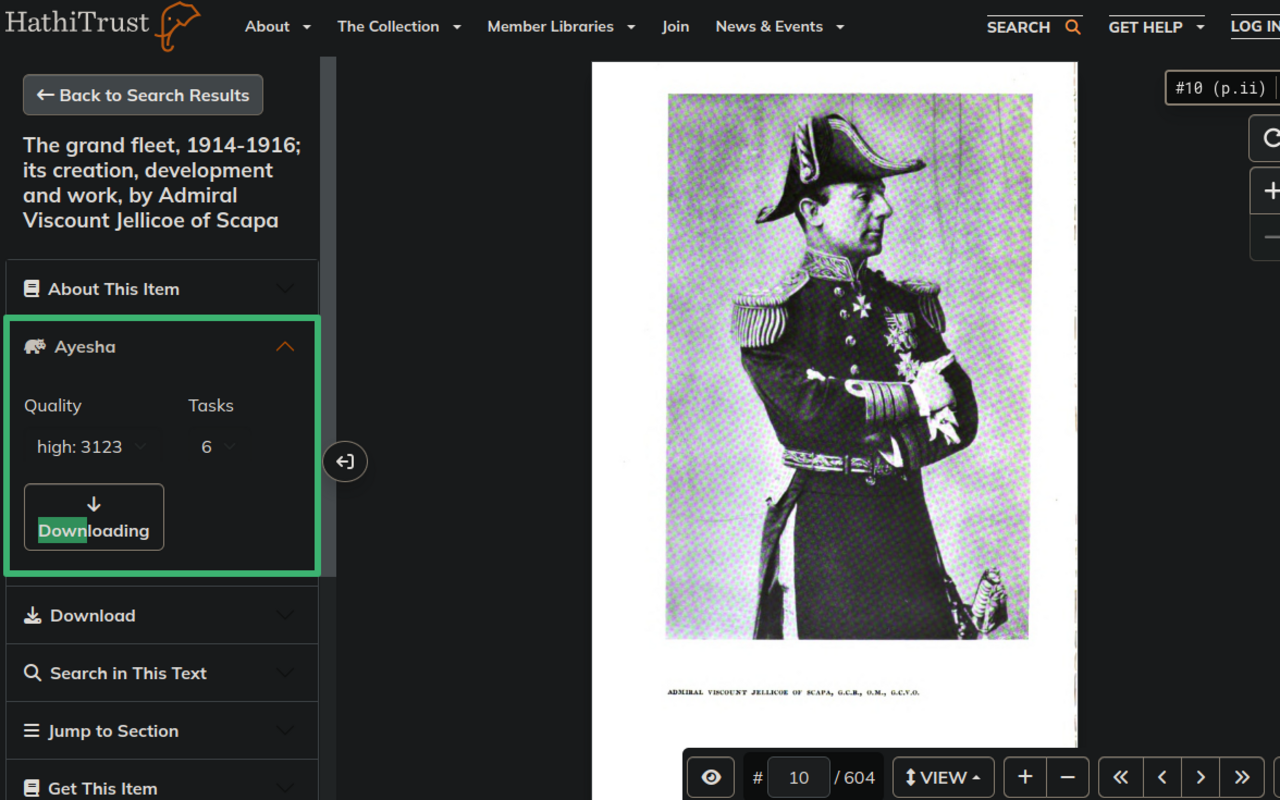 HathiTrust
About
The Collection
Member Libraries
Join
News & Events
SEARCH
GET HELP
LOG IN
Back to Search Results
The grand fleet, 1914-1916;
its creation, development
and work, by Admiral
Viscount Jellicoe of Scapa
About This Item
Ayesha
Quality Tasks
high: 3123 6
Downloading
Download
Search in This Text
Jump to Section
Get This Item
#10 (p.ii)
ADMIRAL VISCOUNT JELLICOE OF SCAPA, G.C.B., O.M., G.C.V.O.
# 10 / 604 VIEW